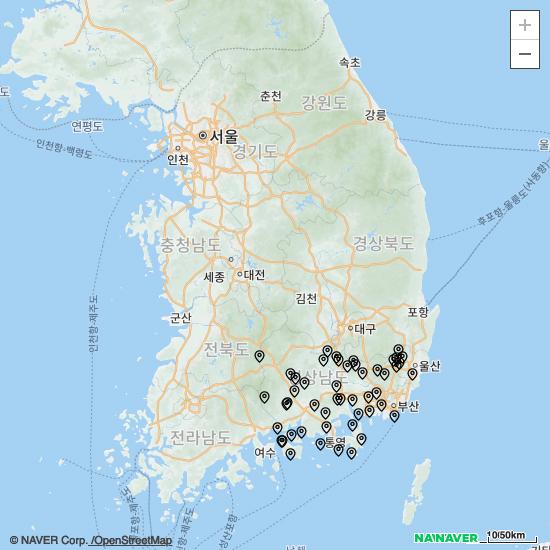 +
−
속초
춘천
강원도
강릉
도
연평도
인천항-백령도
서울
인천
경기도
울
후포항-울릉도(사동항)
충청남도
경상북도
세종
대전
김천
인천항-제주도
군산
포항
대구
전북도
울산
경상남도
부산
전라남도
여수
통영
© NAVER Corp. /OpenStreetMap
NAVER
10/50km